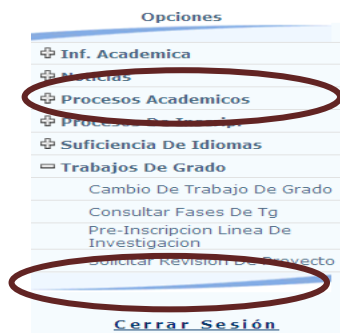 Opciones
Inf. Academica
Noticias
Procesos Academicos
Procesos De Inscrip.
Suficiencia De Idiomas
Trabajos De Grado
Cambio De Trabajo De Grado
Consultar Fases De Tg
Pre-Inscripcion Linea De
Investigacion
Solicitar Revision De Proyecto
Cerrar Sesión